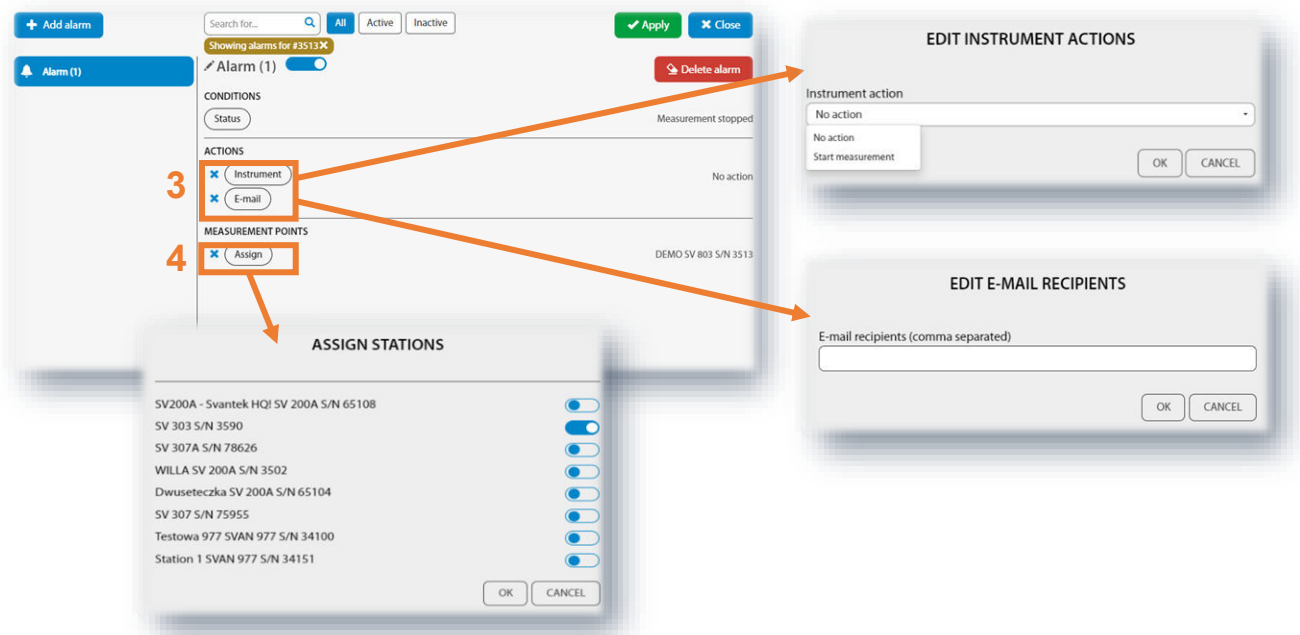 Add alarm
Search for...
All
Active
Inactive
Apply
Close
Showing alarms for #3513
Alarm (1)
Alarm (1)
Delete alarm
CONDITIONS
Status
Measurement stopped
ACTIONS
3
Instrument
No action
E-mail
MEASUREMENT POINTS
4
Assign
DEMO SV 803 S/N 3513
EDIT INSTRUMENT ACTIONS
Instrument action
No action
No action
Start measurement
OK
CANCEL
EDIT E-MAIL RECIPIENTS
E-mail recipients (comma separated)
OK
CANCEL
ASSIGN STATIONS
SV200A - Svantek HQ! SV 200A S/N 65108
SV 303 S/N 3590
SV 307A S/N 78626
WILLA SV 200A S/N 3502
Dwuseteczka SV 200A S/N 65104
SV 307 S/N 75955
Testowa 977 SVAN 977 S/N 34100
Station 1 SVAN 977 S/N 34151
OK
CANCEL